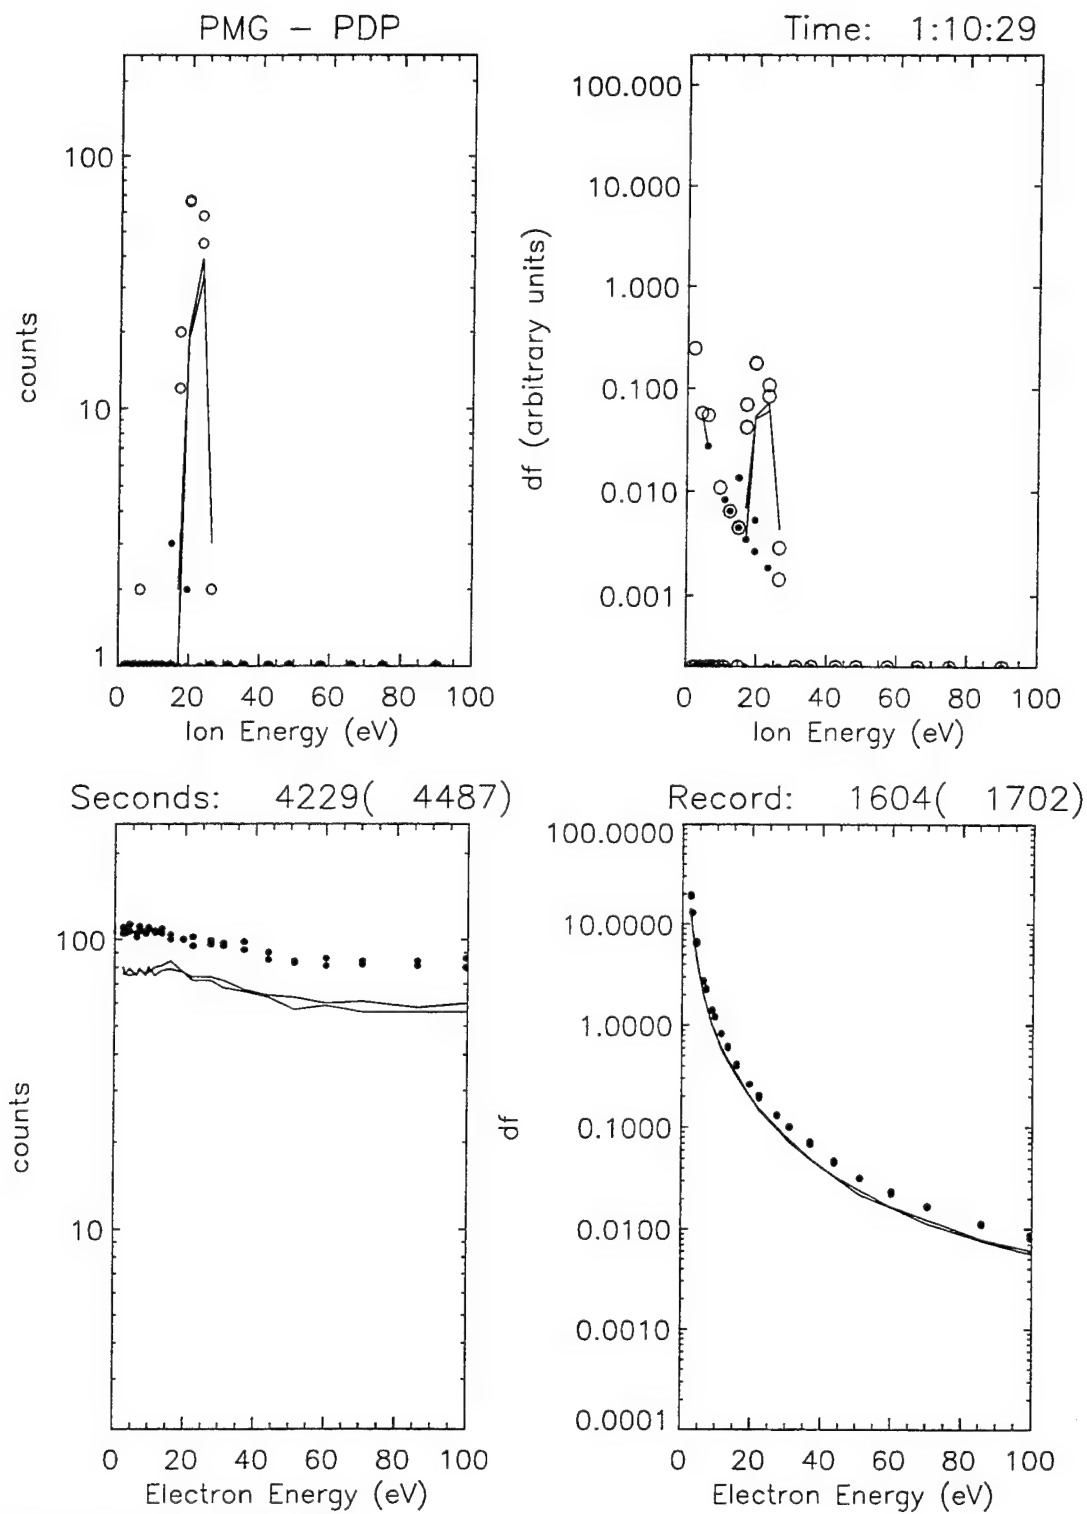 PMG – PDP
Time: 1:10:29
counts
100
10
1
0 20 40 60 80 100
Ion Energy (eV)
df (arbitrary units)
100.000
10.000
1.000
0.100
0.010
0.001
0 20 40 60 80 100
Ion Energy (eV)
Seconds: 4229( 4487)
Record: 1604( 1702)
counts
100
10
0 20 40 60 80 100
Electron Energy (eV)
df
100.0000
10.0000
1.0000
0.1000
0.0100
0.0010
0.0001
0 20 40 60 80 100
Electron Energy (eV)